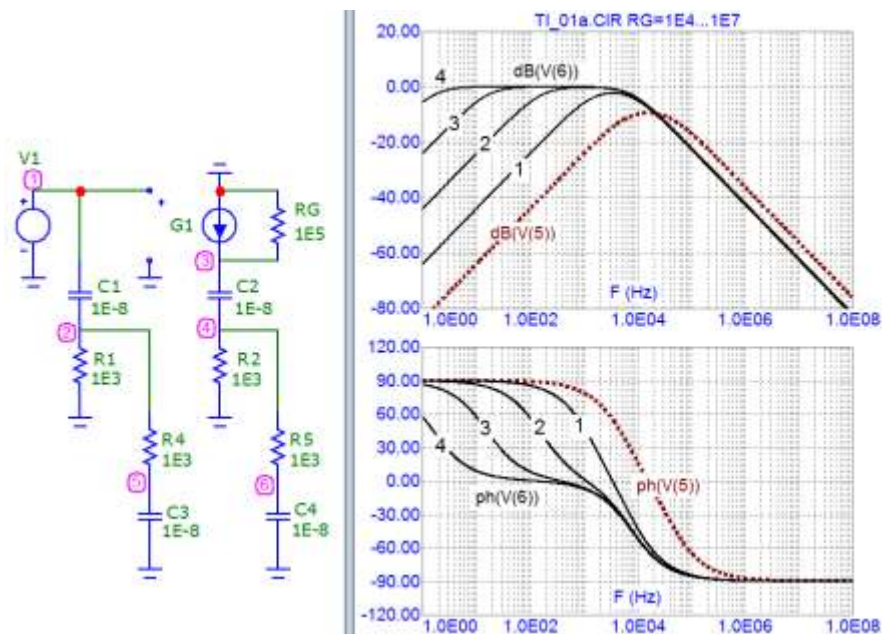 V1
1
C1
1E-8
2
R1
1E3
R4
1E3
5
C3
1E-8
G1
RG
1E5
3
C2
1E-8
4
R2
1E3
R5
1E3
6
C4
1E-8
TI_01a.CIR RG=1E4...1E7
20.00
0.00
-20.00
-40.00
-60.00
-80.00
4
3
2
1
dB(V(6))
dB(V(5))
F (Hz)
1.0E00 1.0E02 1.0E04 1.0E06 1.0E08
120.00
90.00
60.00
30.00
0.00
-30.00
-60.00
-90.00
-120.00
4
3
2
1
ph(V(6))
ph(V(5))
F (Hz)
1.0E00 1.0E02 1.0E04 1.0E06 1.0E08